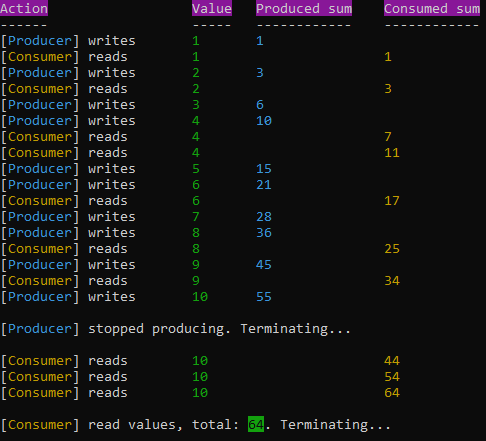 Action Value Produced sum Consumed sum
------ ----- ------------ ------------
[Producer] writes 1 1
[Consumer] reads 1 1
[Producer] writes 2 3
[Consumer] reads 2 3
[Producer] writes 3 6
[Producer] writes 4 10
[Consumer] reads 4 7
[Consumer] reads 4 11
[Producer] writes 5 15
[Producer] writes 6 21
[Consumer] reads 6 17
[Producer] writes 7 28
[Producer] writes 8 36
[Consumer] reads 8 25
[Producer] writes 9 45
[Consumer] reads 9 34
[Producer] writes 10 55
[Producer] stopped producing. Terminating...
[Consumer] reads 10 44
[Consumer] reads 10 54
[Consumer] reads 10 64
[Consumer] read values, total: 64. Terminating...